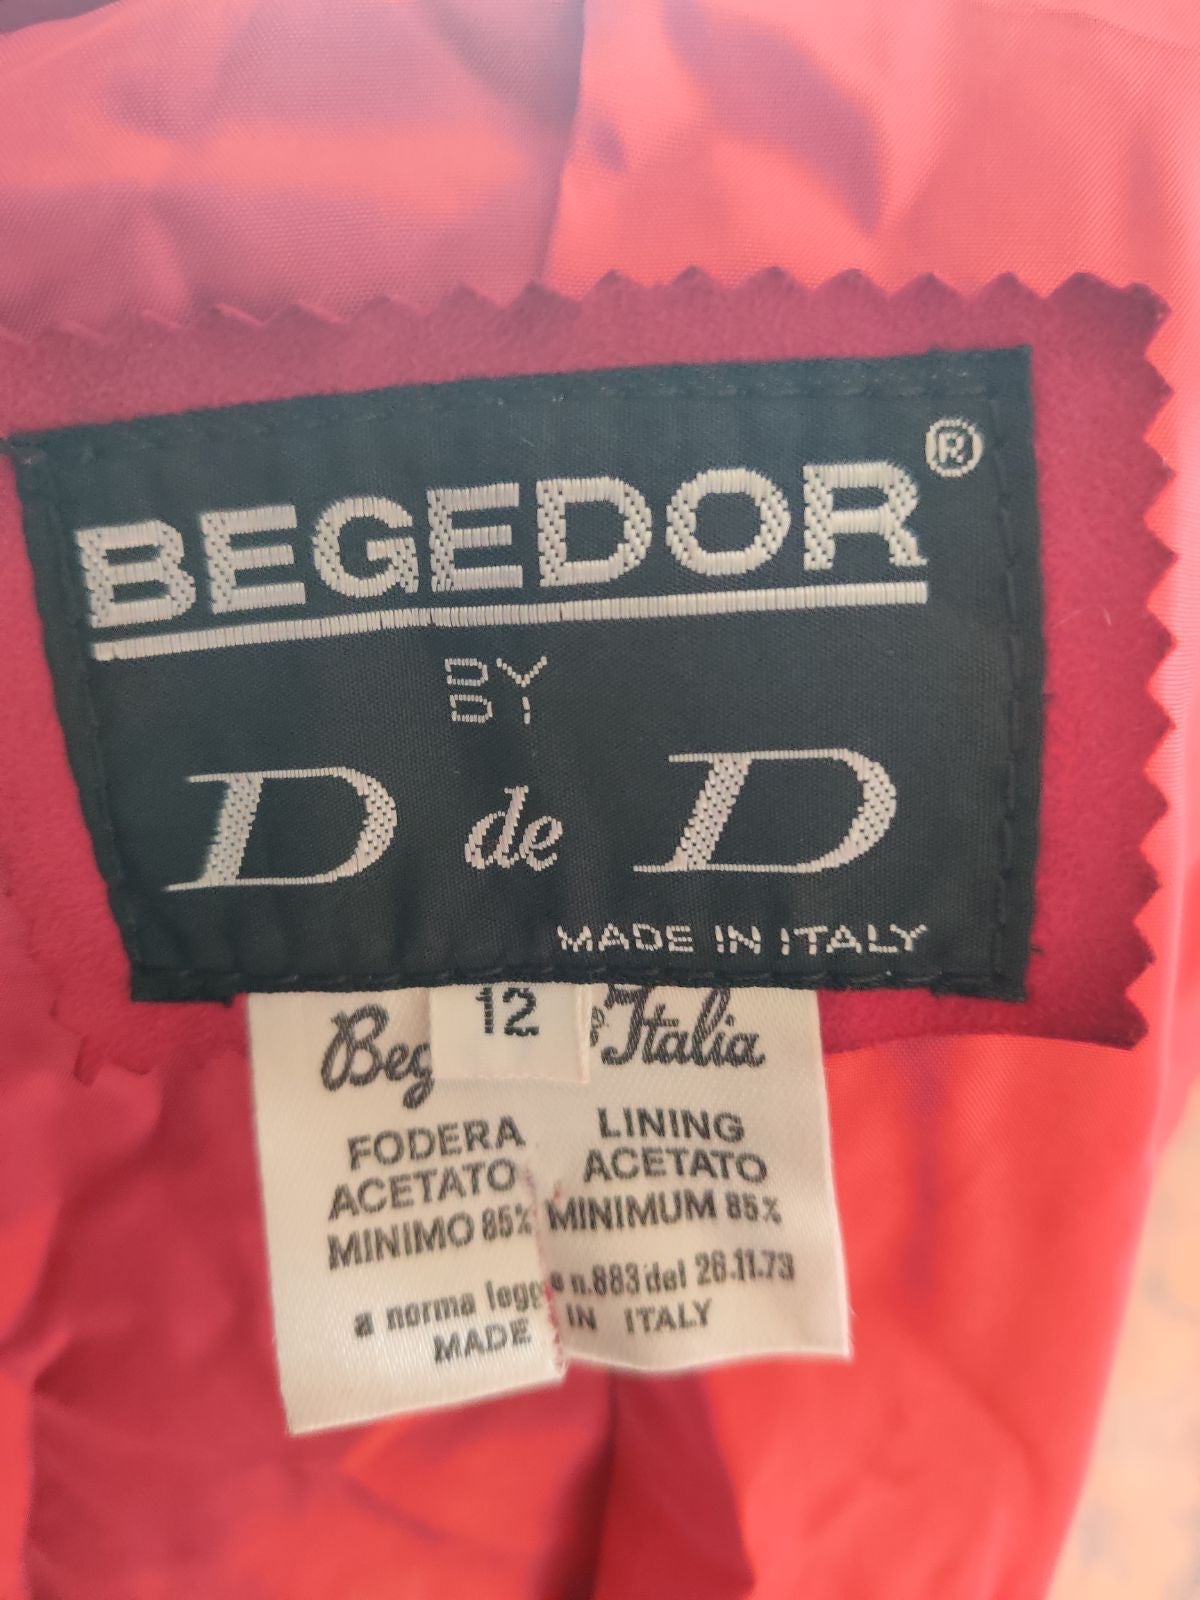 BEGEDOR®
BY
D de D
MADE IN ITALY
12
Italia
FODERA
ACETATO
MINIMO 85%
LINING
ACETATO
MINIMUM 85%
a norma legge n.883 del 26.11.73
MADE IN ITALY